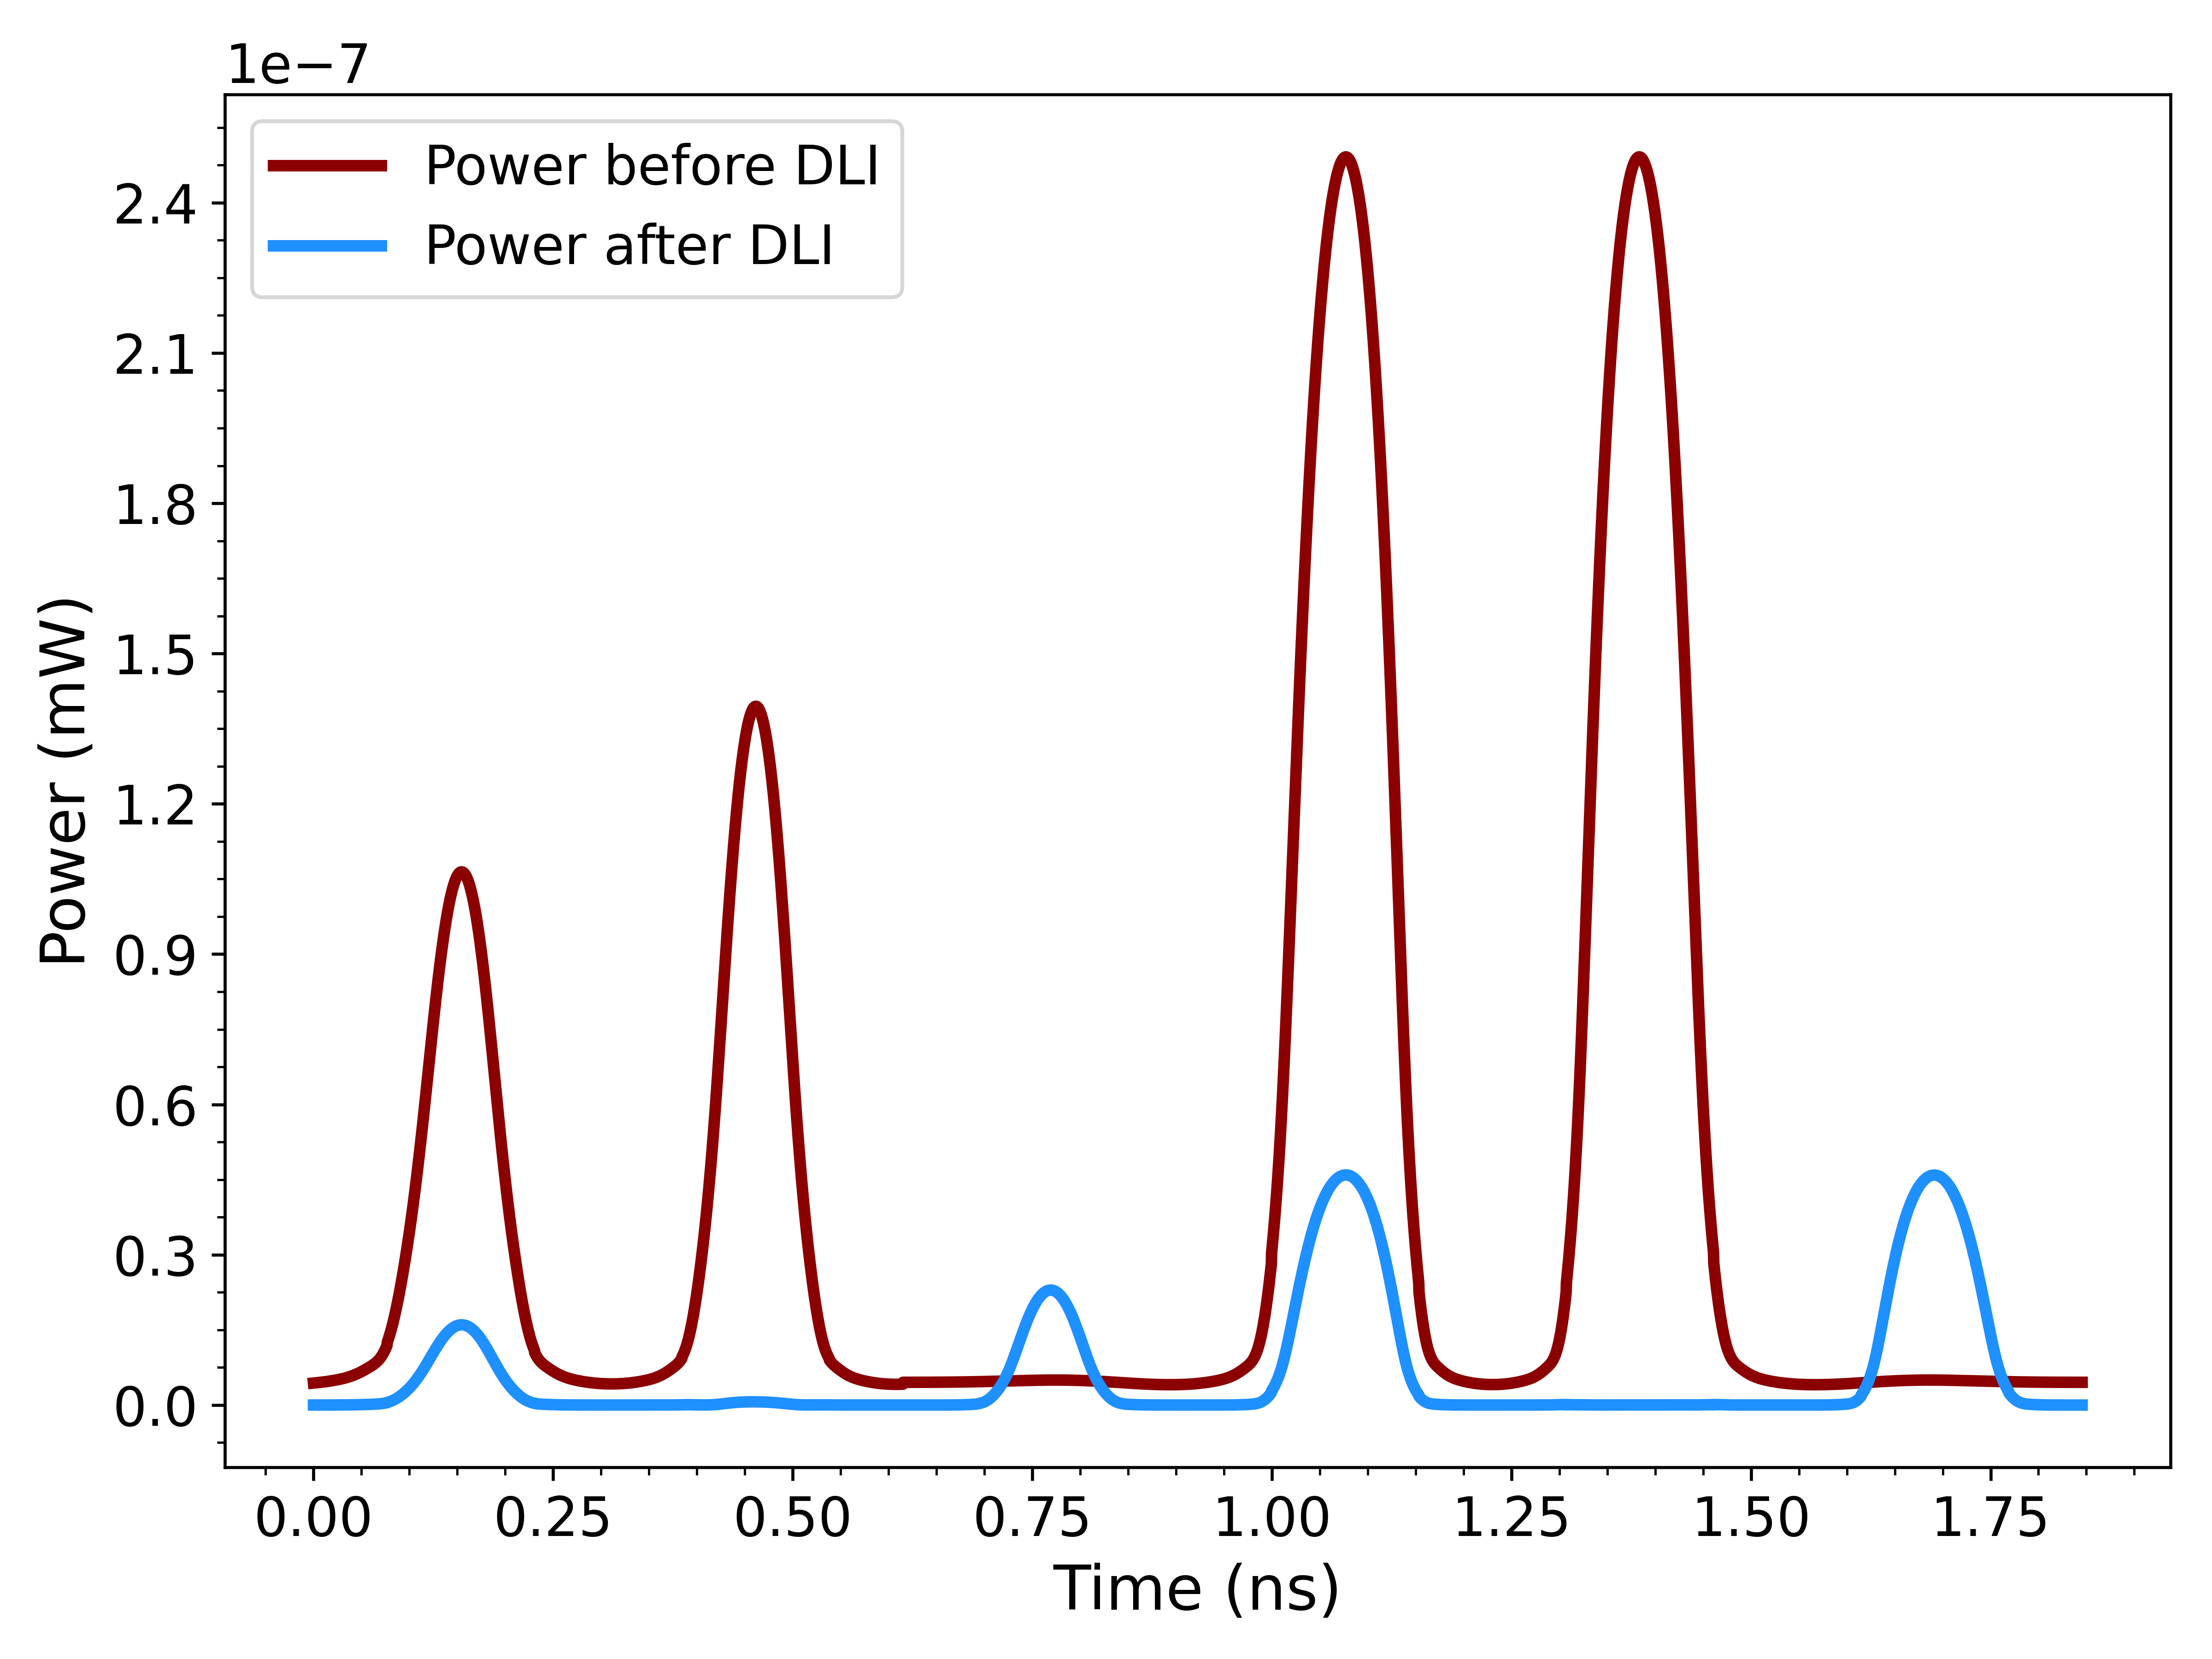 1e−7
Power before DLI
Power after DLI
2.4
2.1
1.8
1.5
1.2
0.9
0.6
0.3
0.0
Power (mW)
0.00 0.25 0.50 0.75 1.00 1.25 1.50 1.75
Time (ns)